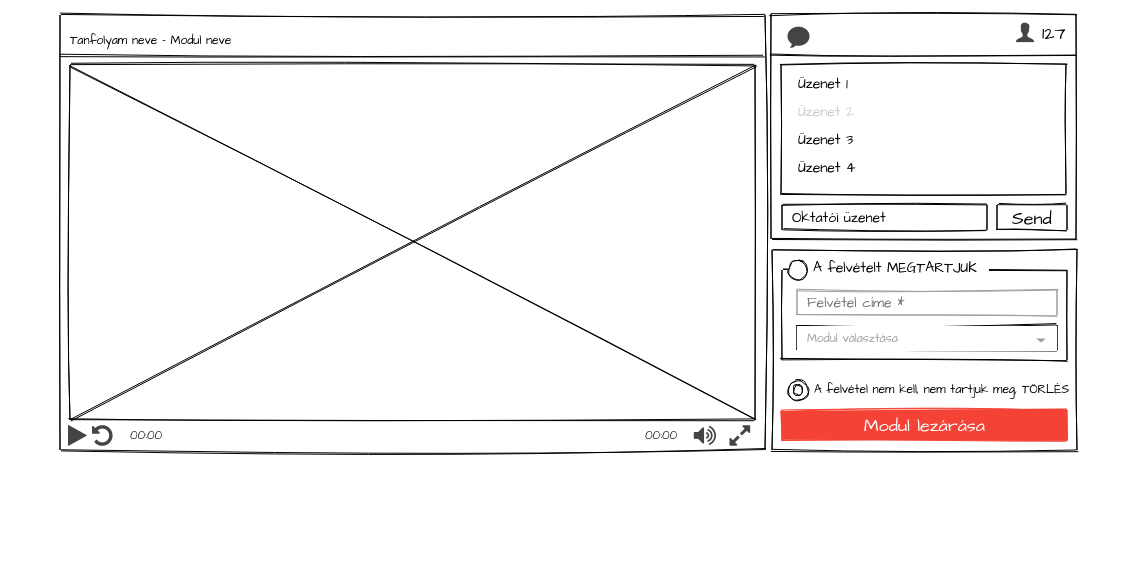 Tanfolyam neve - Modul neve
127
Üzenet 1
Üzenet 2
Üzenet 3
Üzenet 4
Oktatói üzenet
Send
A felvételt MEGTARTJUK
Felvétel címe *
Modul választása
A felvétel nem kell, nem tartjuk meg, TÖRLÉS
Modul lezárása
00:00
00:00